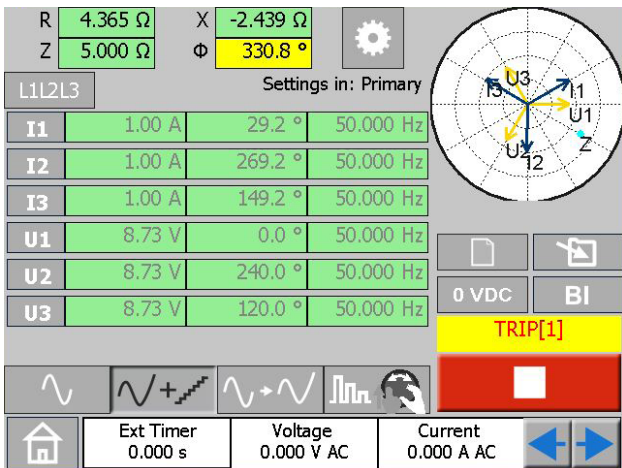 R 4.365 Ω X -2.439 Ω
Z 5.000 Ω Φ 330.8 °
L1L2L3 Settings in: Primary
I1 1.00 A 29.2 ° 50.000 Hz
I2 1.00 A 269.2 ° 50.000 Hz
I3 1.00 A 149.2 ° 50.000 Hz
U1 8.73 V 0.0 ° 50.000 Hz
U2 8.73 V 240.0 ° 50.000 Hz
U3 8.73 V 120.0 ° 50.000 Hz
U3
I3 I1
U1
Z
U2 I2
0 VDC BI
TRIP[1]
Ext Timer Voltage Current
0.000 s 0.000 V AC 0.000 A AC